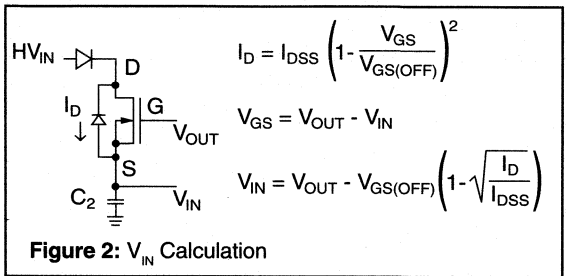 HV_IN
D
I_D = I_DSS (1 - V_GS / V_GS(OFF))²
I_D
G
V_OUT
V_GS = V_OUT - V_IN
S
C₂
V_IN
V_IN = V_OUT - V_GS(OFF) (1 - √(I_D / I_DSS))
Figure 2: V_IN Calculation